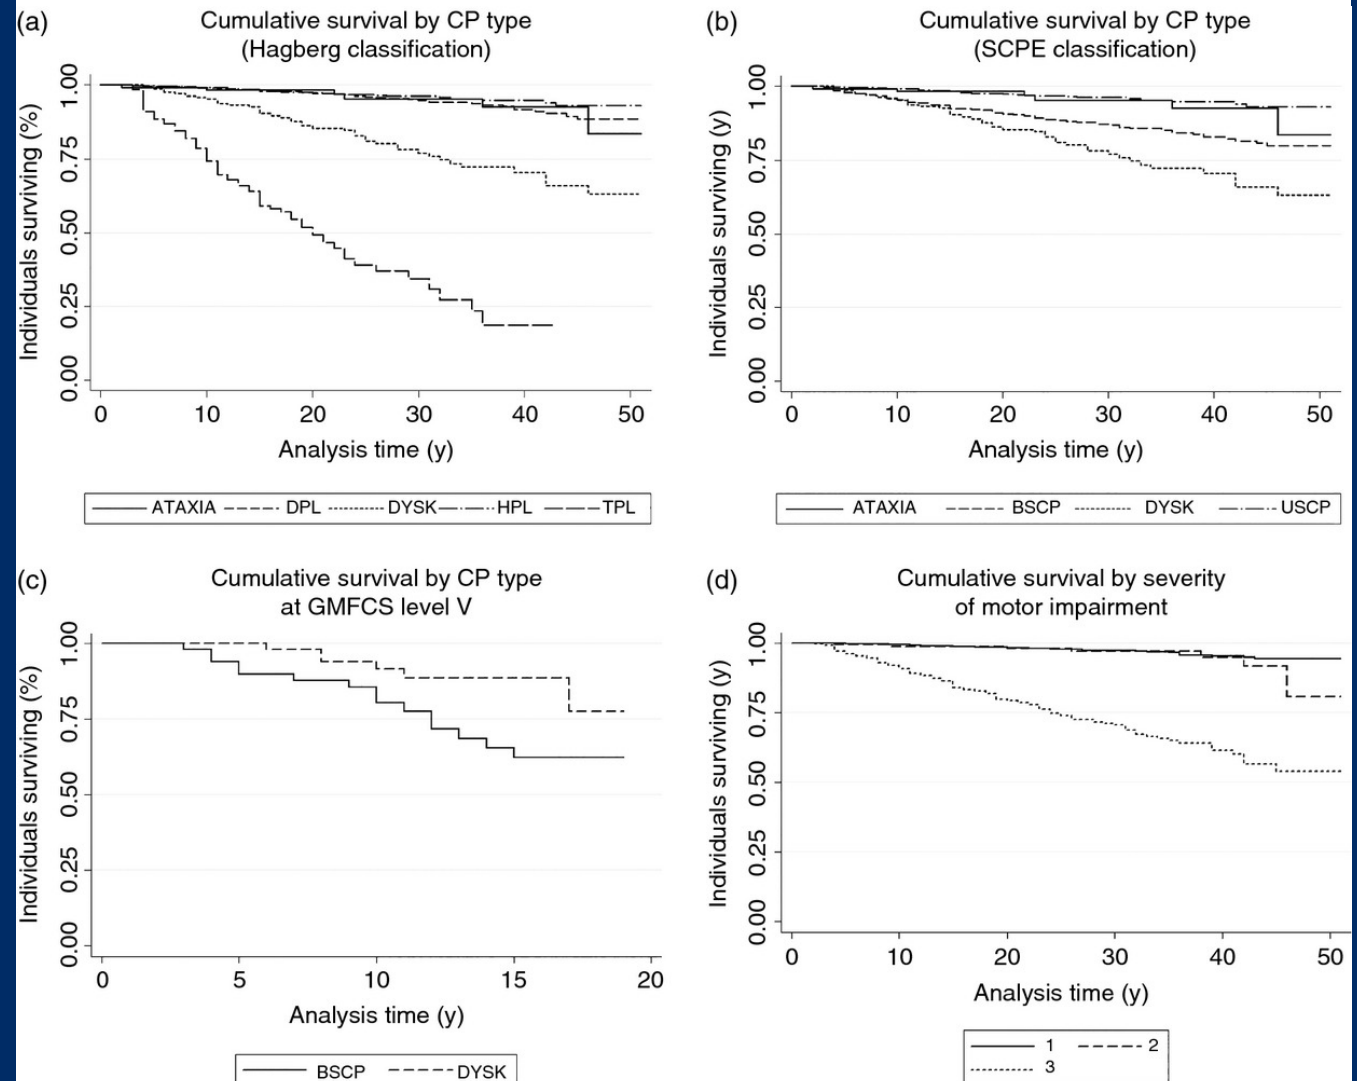 (a)
Cumulative survival by CP type
(Hagberg classification)
Individuals surviving (%)
1.00
0.75
0.50
0.25
0.00
0 10 20 30 40 50
Analysis time (y)
ATAXIA DPL DYSK HPL TPL
(b)
Cumulative survival by CP type
(SCPE classification)
Individuals surviving (y)
1.00
0.75
0.50
0.25
0.00
0 10 20 30 40 50
Analysis time (y)
ATAXIA BSCP DYSK USCP
(c)
Cumulative survival by CP type
at GMFCS level V
Individuals surviving (%)
1.00
0.75
0.50
0.25
0.00
0 5 10 15 20
Analysis time (y)
BSCP DYSK
(d)
Cumulative survival by severity
of motor impairment
Individuals surviving (y)
1.00
0.75
0.50
0.25
0.00
0 10 20 30 40 50
Analysis time (y)
1 2
3